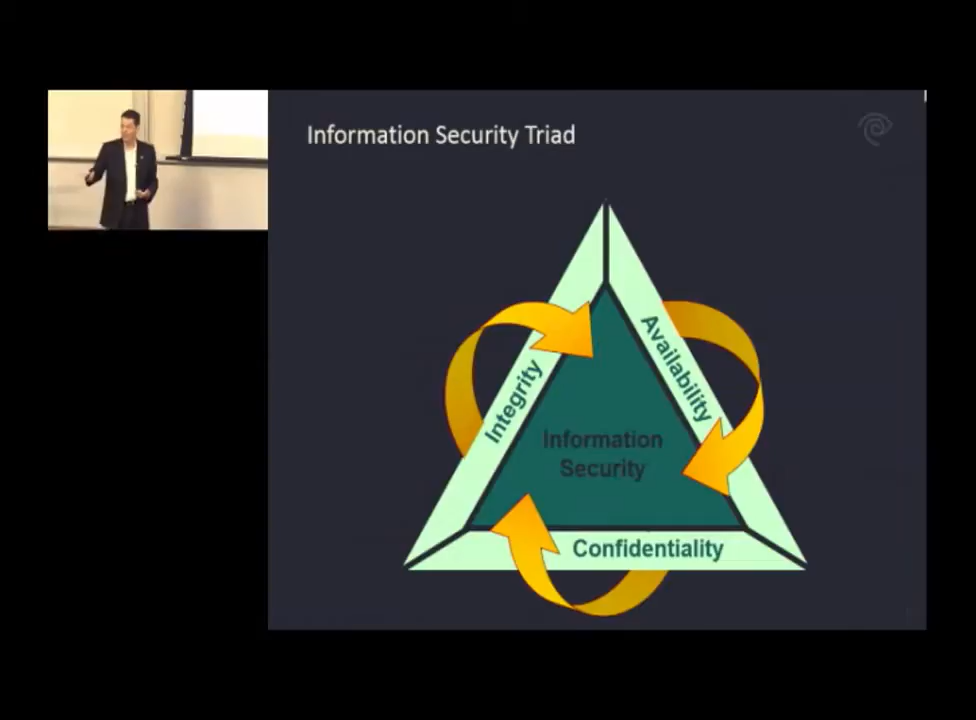 Information Security Triad
Integrity
Availability
Information
Security
Confidentiality